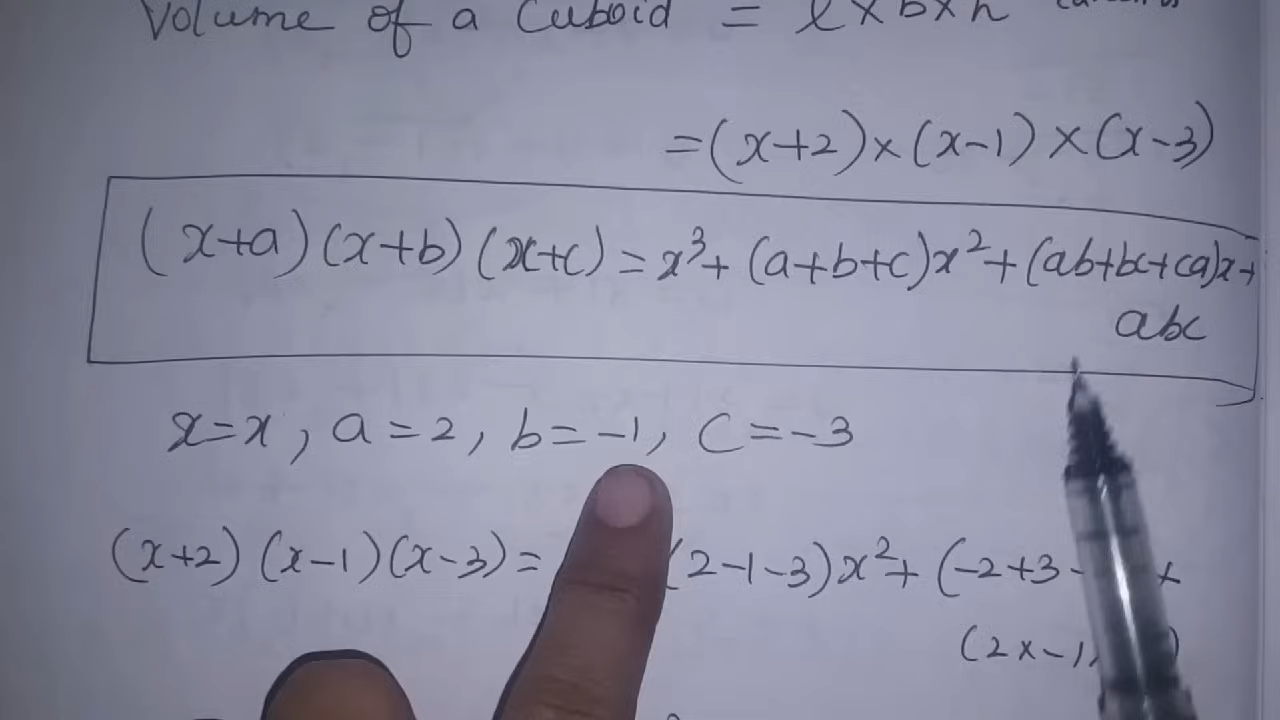 Volume of a Cuboid = l×b×h
=(x+2)×(x-1)×(x-3)
(x+a)(x+b)(x+c)=x³+(a+b+c)x²+(ab+bc+ca)x+
abc
x=x, a=2, b=-1, c=-3
(x+2)(x-1)(x-3)= (2-1-3)x²+(-2+3- +
(2x-1 )